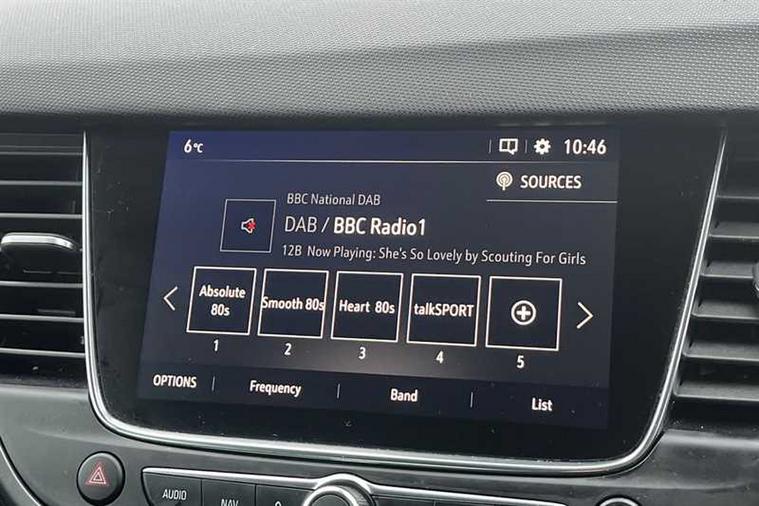 6°C
10:46
SOURCES
BBC National DAB
DAB / BBC Radio1
12B Now Playing: She's So Lovely by Scouting For Girls
Absolute 80s
Smooth 80s
Heart 80s
talkSPORT
1
2
3
4
5
OPTIONS
Frequency
Band
List
AUDIO
NAV